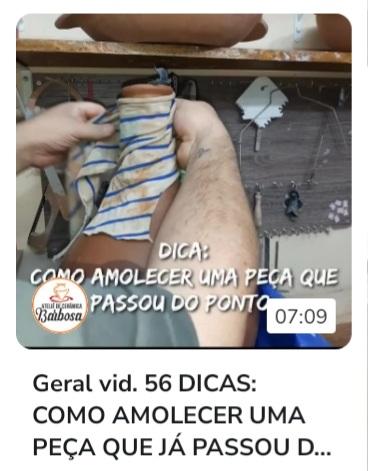 DICA:
COMO AMOLECER UMA PEÇA QUE
PASSOU DO PONTO
ATELIÊ DE CERÂMICA
Barbosa
07:09
Geral vid. 56 DICAS:
COMO AMOLECER UMA
PEÇA QUE JÁ PASSOU D...